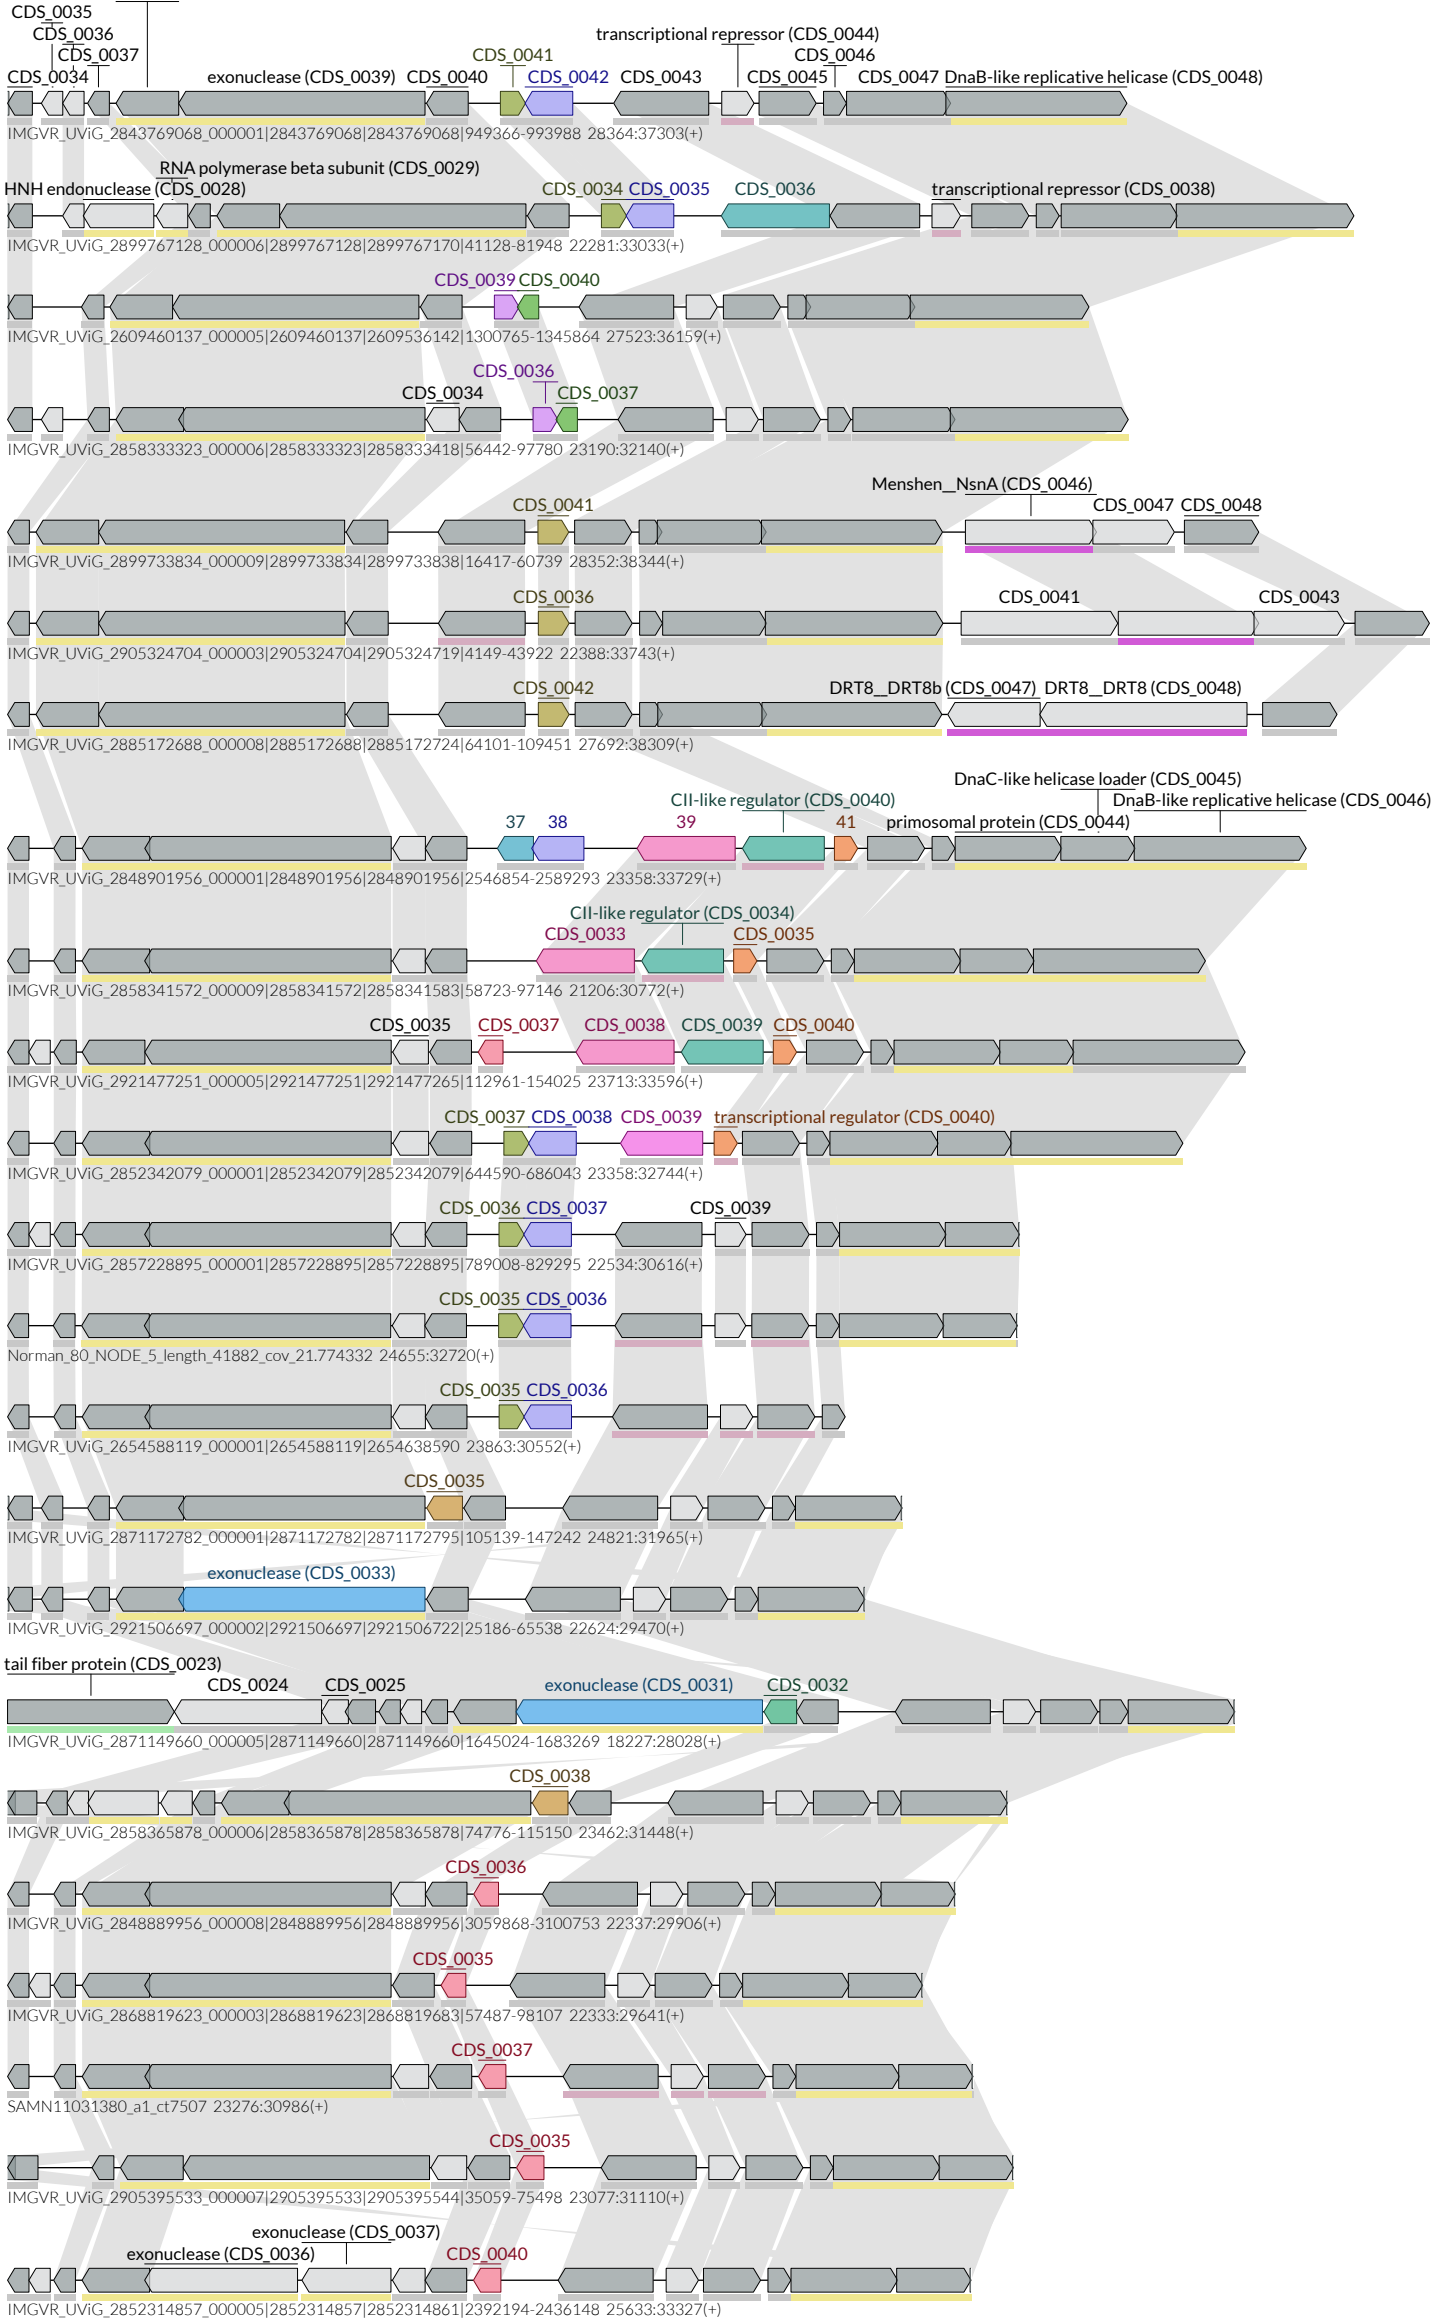 CDS_0035
CDS_0036
CDS_0037
CDS_0034
exonuclease (CDS_0039)
CDS_0040
CDS_0041
CDS_0042
CDS_0043
transcriptional repressor (CDS_0044)
CDS_0045
CDS_0046
CDS_0047
DnaB-like replicative helicase (CDS_0048)
IMGVR_UViG_2843769068_000001|2843769068|2843769068|949366-993988 28364:37303(+)
RNA polymerase beta subunit (CDS_0029)
HNH endonuclease (CDS_0028)
CDS_0034
CDS_0035
CDS_0036
transcriptional repressor (CDS_0038)
IMGVR_UViG_2899767128_000006|2899767128|2899767170|41128-81948 22281:33033(+)
CDS_0039
CDS_0040
IMGVR_UViG_2609460137_000005|2609460137|2609536142|1300765-1345864 27523:36159(+)
CDS_0034
CDS_0036
CDS_0037
IMGVR_UViG_2858333323_000006|2858333323|2858333418|56442-97780 23190:32140(+)
CDS_0041
Menshen__NsnA (CDS_0046)
CDS_0047
CDS_0048
IMGVR_UViG_2899733834_000009|2899733834|2899733838|16417-60739 28352:38344(+)
CDS_0036
CDS_0041
CDS_0043
IMGVR_UViG_2905324704_000003|2905324704|2905324719|4149-43922 22388:33743(+)
CDS_0042
DRT8__DRT8b (CDS_0047)
DRT8__DRT8 (CDS_0048)
IMGVR_UViG_2885172688_000008|2885172688|2885172724|64101-109451 27692:38309(+)
37
38
39
CII-like regulator (CDS_0040)
41
primosomal protein (CDS_0044)
DnaC-like helicase loader (CDS_0045)
DnaB-like replicative helicase (CDS_0046)
IMGVR_UViG_2848901956_000001|2848901956|2848901956|2546854-2589293 23358:33729(+)
CDS_0033
CII-like regulator (CDS_0034)
CDS_0035
IMGVR_UViG_2858341572_000009|2858341572|2858341583|58723-97146 21206:30772(+)
CDS_0035
CDS_0037
CDS_0038
CDS_0039
CDS_0040
IMGVR_UViG_2921477251_000005|2921477251|2921477265|112961-154025 23713:33596(+)
CDS_0037
CDS_0038
CDS_0039
transcriptional regulator (CDS_0040)
IMGVR_UViG_2852342079_000001|2852342079|2852342079|644590-686043 23358:32744(+)
CDS_0036
CDS_0037
CDS_0039
IMGVR_UViG_2857228895_000001|2857228895|2857228895|789008-829295 22534:30616(+)
CDS_0035
CDS_0036
Norman_80_NODE_5_length_41882_cov_21.774332 24655:32720(+)
CDS_0035
CDS_0036
IMGVR_UViG_2654588119_000001|2654588119|2654638590 23863:30552(+)
CDS_0035
IMGVR_UViG_2871172782_000001|2871172782|2871172795|105139-147242 24821:31965(+)
exonuclease (CDS_0033)
IMGVR_UViG_2921506697_000002|2921506697|2921506722|25186-65538 22624:29470(+)
tail fiber protein (CDS_0023)
CDS_0024
CDS_0025
exonuclease (CDS_0031)
CDS_0032
IMGVR_UViG_2871149660_000005|2871149660|2871149660|1645024-1683269 18227:28028(+)
CDS_0038
IMGVR_UViG_2858365878_000006|2858365878|2858365878|74776-115150 23462:31448(+)
CDS_0036
IMGVR_UViG_2848889956_000008|2848889956|2848889956|3059868-3100753 22337:29906(+)
CDS_0035
IMGVR_UViG_2868819623_000003|2868819623|2868819683|57487-98107 22333:29641(+)
CDS_0037
SAMN11031380_a1_ct7507 23276:30986(+)
CDS_0035
IMGVR_UViG_2905395533_000007|2905395533|2905395544|35059-75498 23077:31110(+)
exonuclease (CDS_0037)
exonuclease (CDS_0036)
CDS_0040
IMGVR_UViG_2852314857_000005|2852314857|2852314861|2392194-2436148 25633:33327(+)